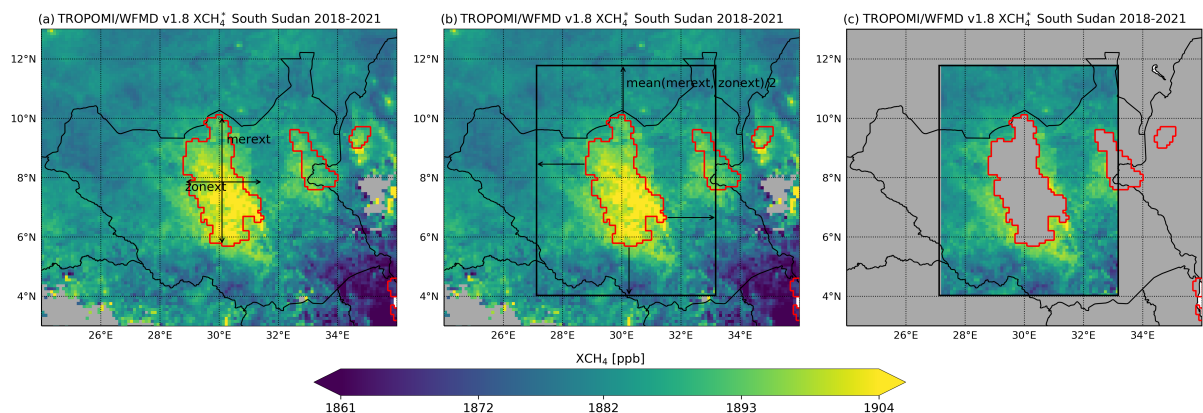 (a) TROPOMI/WFMD v1.8 XCH₄* South Sudan 2018-2021
(b) TROPOMI/WFMD v1.8 XCH₄* South Sudan 2018-2021
(c) TROPOMI/WFMD v1.8 XCH₄* South Sudan 2018-2021
12°N
10°N
8°N
6°N
4°N
26°E 28°E 30°E 32°E 34°E
merext
zonext
12°N
10°N
8°N
6°N
4°N
26°E 28°E 30°E 32°E 34°E
mean(merext, zonext)/2
12°N
10°N
8°N
6°N
4°N
26°E 28°E 30°E 32°E 34°E
XCH₄ [ppb]
1861 1872 1882 1893 1904